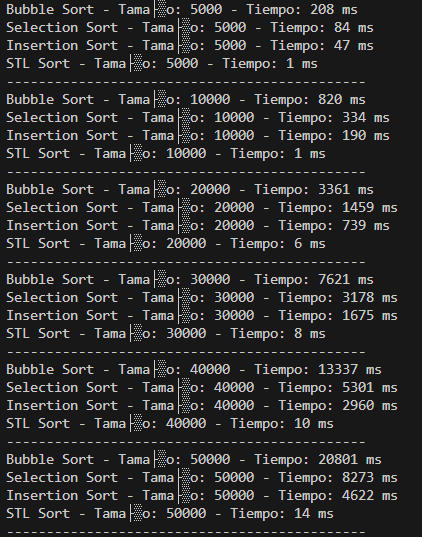 Bubble Sort - Tama├▒o: 5000 - Tiempo: 208 ms
Selection Sort - Tama├▒o: 5000 - Tiempo: 84 ms
Insertion Sort - Tama├▒o: 5000 - Tiempo: 47 ms
STL Sort - Tama├▒o: 5000 - Tiempo: 1 ms
---------------------------------------------
Bubble Sort - Tama├▒o: 10000 - Tiempo: 820 ms
Selection Sort - Tama├▒o: 10000 - Tiempo: 334 ms
Insertion Sort - Tama├▒o: 10000 - Tiempo: 190 ms
STL Sort - Tama├▒o: 10000 - Tiempo: 1 ms
---------------------------------------------
Bubble Sort - Tama├▒o: 20000 - Tiempo: 3361 ms
Selection Sort - Tama├▒o: 20000 - Tiempo: 1459 ms
Insertion Sort - Tama├▒o: 20000 - Tiempo: 739 ms
STL Sort - Tama├▒o: 20000 - Tiempo: 6 ms
---------------------------------------------
Bubble Sort - Tama├▒o: 30000 - Tiempo: 7621 ms
Selection Sort - Tama├▒o: 30000 - Tiempo: 3178 ms
Insertion Sort - Tama├▒o: 30000 - Tiempo: 1675 ms
STL Sort - Tama├▒o: 30000 - Tiempo: 8 ms
---------------------------------------------
Bubble Sort - Tama├▒o: 40000 - Tiempo: 13337 ms
Selection Sort - Tama├▒o: 40000 - Tiempo: 5301 ms
Insertion Sort - Tama├▒o: 40000 - Tiempo: 2960 ms
STL Sort - Tama├▒o: 40000 - Tiempo: 10 ms
---------------------------------------------
Bubble Sort - Tama├▒o: 50000 - Tiempo: 20801 ms
Selection Sort - Tama├▒o: 50000 - Tiempo: 8273 ms
Insertion Sort - Tama├▒o: 50000 - Tiempo: 4622 ms
STL Sort - Tama├▒o: 50000 - Tiempo: 14 ms
---------------------------------------------